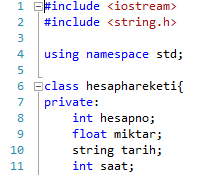 1 #include <iostream>
2 #include <string.h>
3
4 using namespace std;
5
6 class hesaphareketi{
7 private:
8 int hesapno;
9 float miktar;
10 string tarih;
11 int saat;